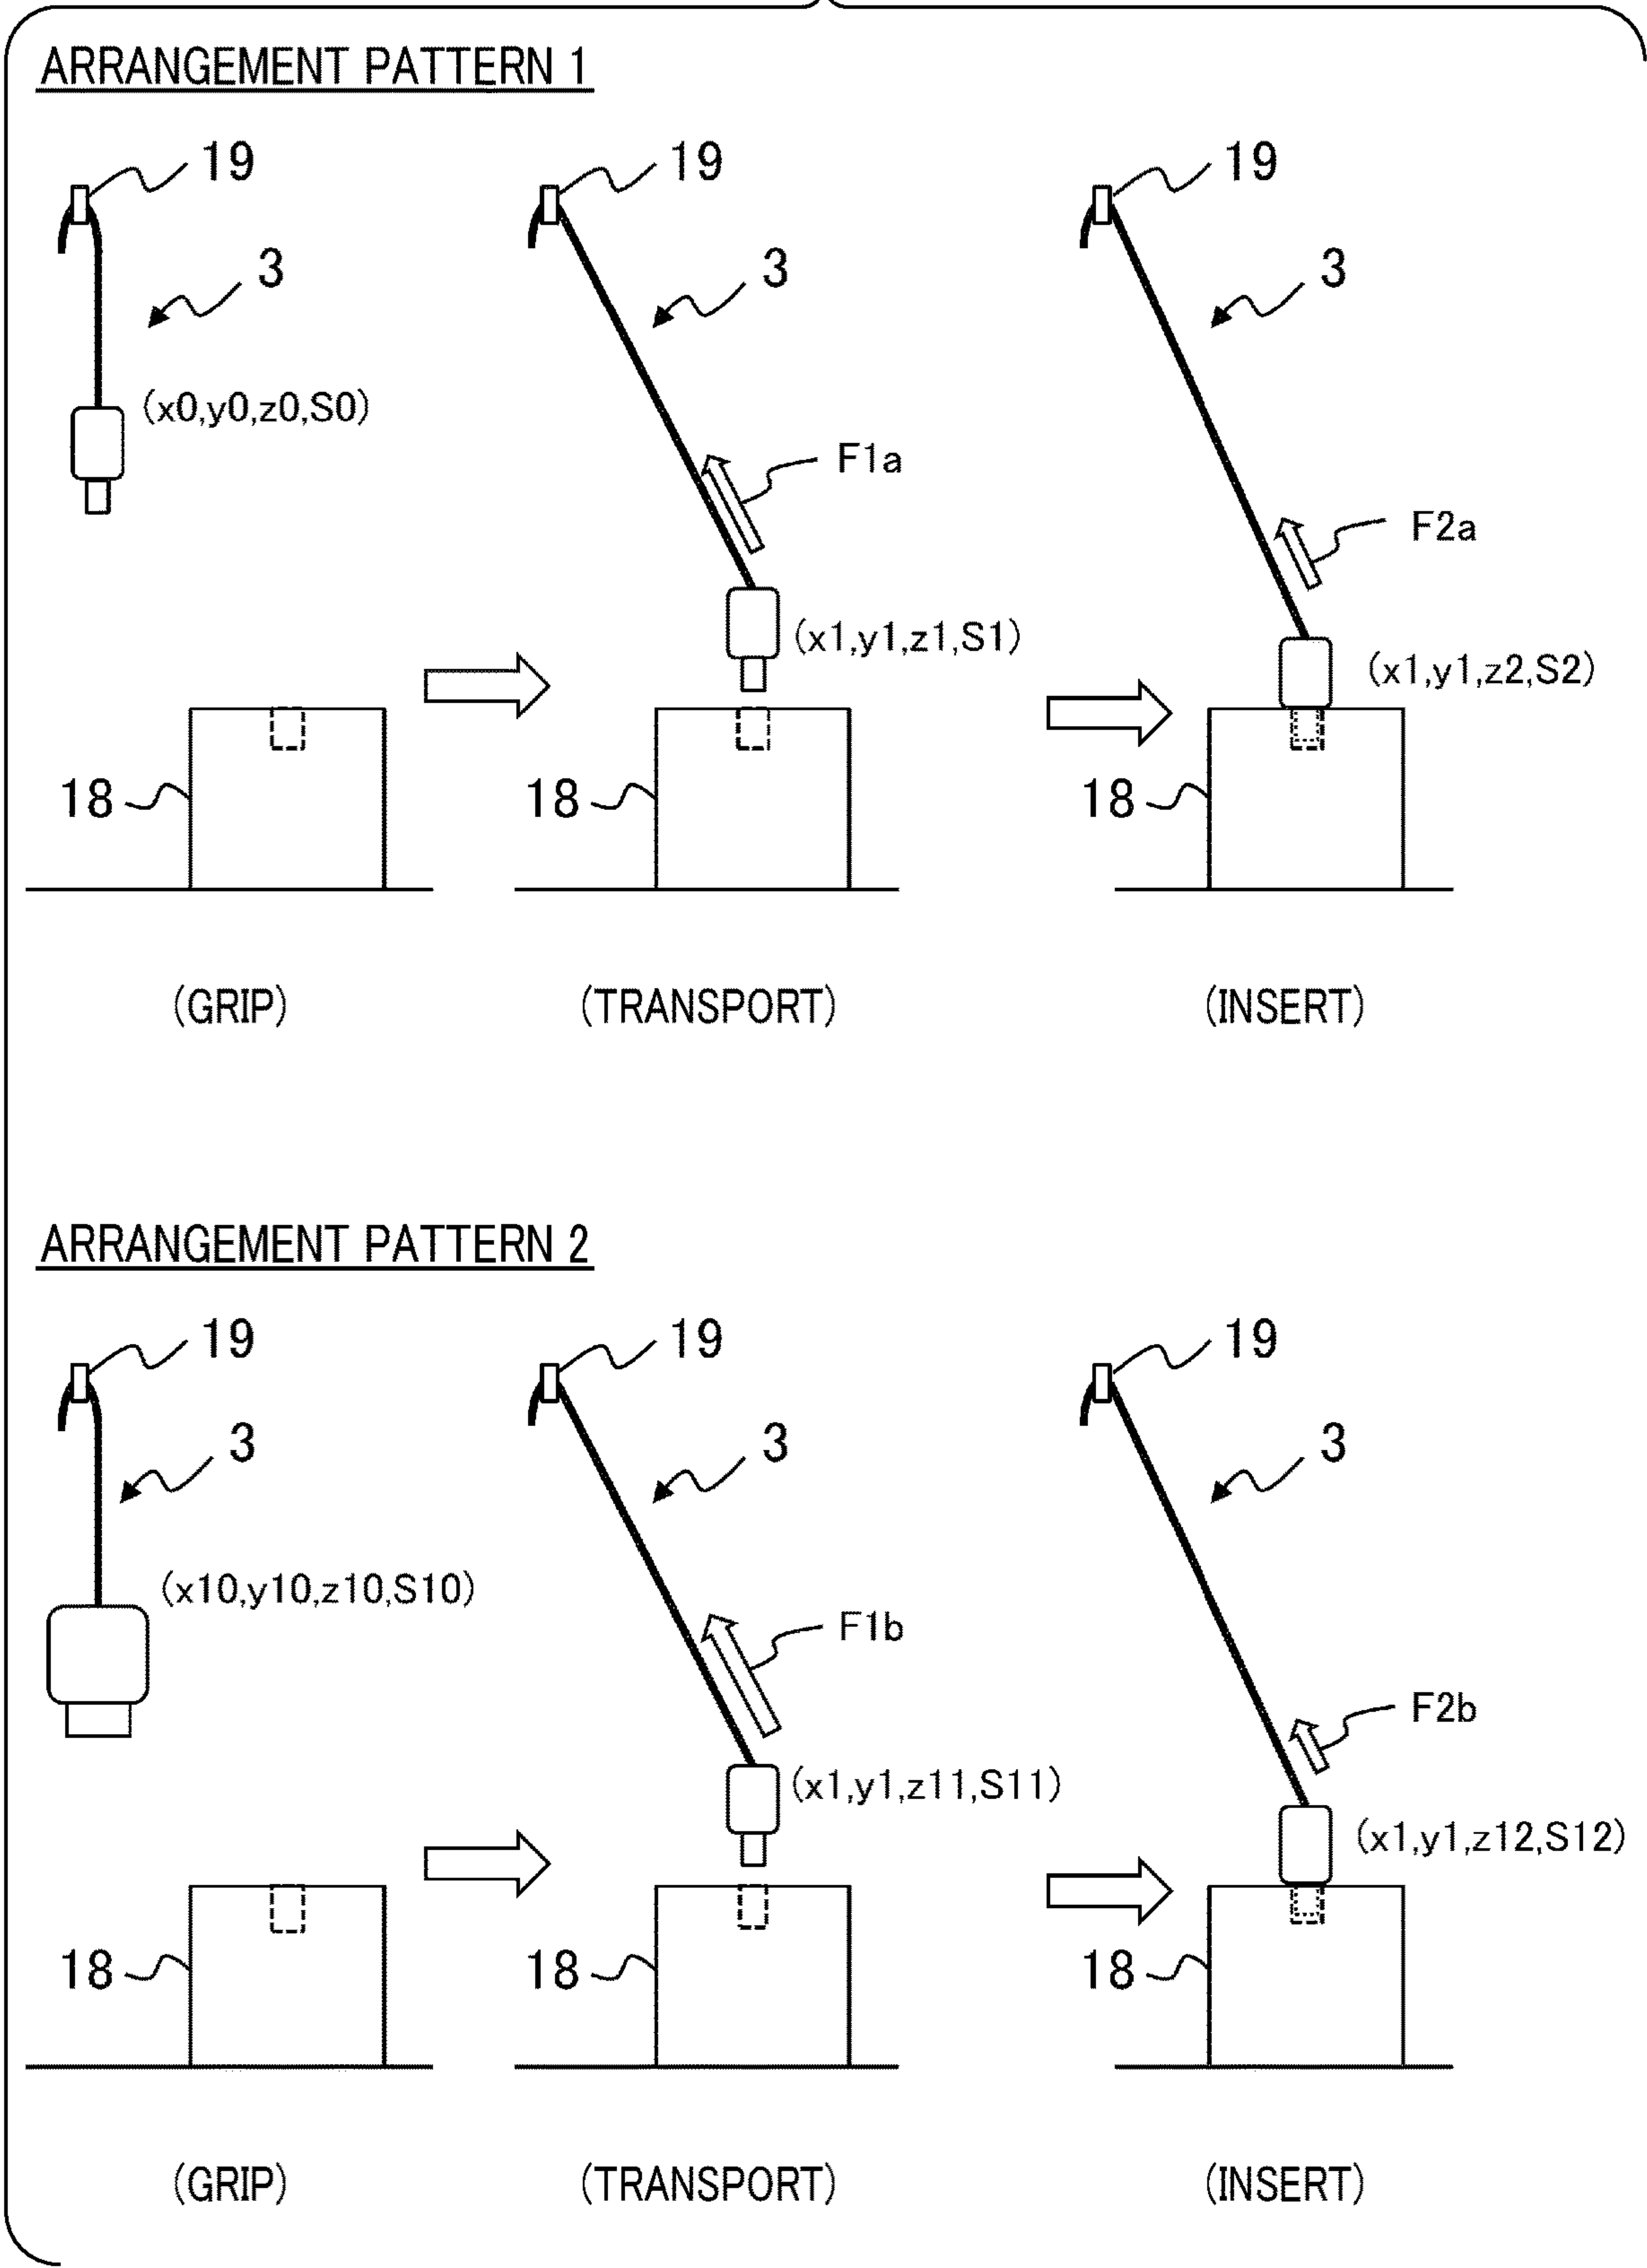 ARRANGEMENT PATTERN 1
19 19 19
3 3 3
(x0,y0,z0,S0)
F1a
F2a
(x1,y1,z1,S1)
(x1,y1,z2,S2)
18 18 18
(GRIP) (TRANSPORT) (INSERT)
ARRANGEMENT PATTERN 2
19 19 19
3 3 3
(x10,y10,z10,S10)
F1b
F2b
(x1,y1,z11,S11)
(x1,y1,z12,S12)
18 18 18
(GRIP) (TRANSPORT) (INSERT)